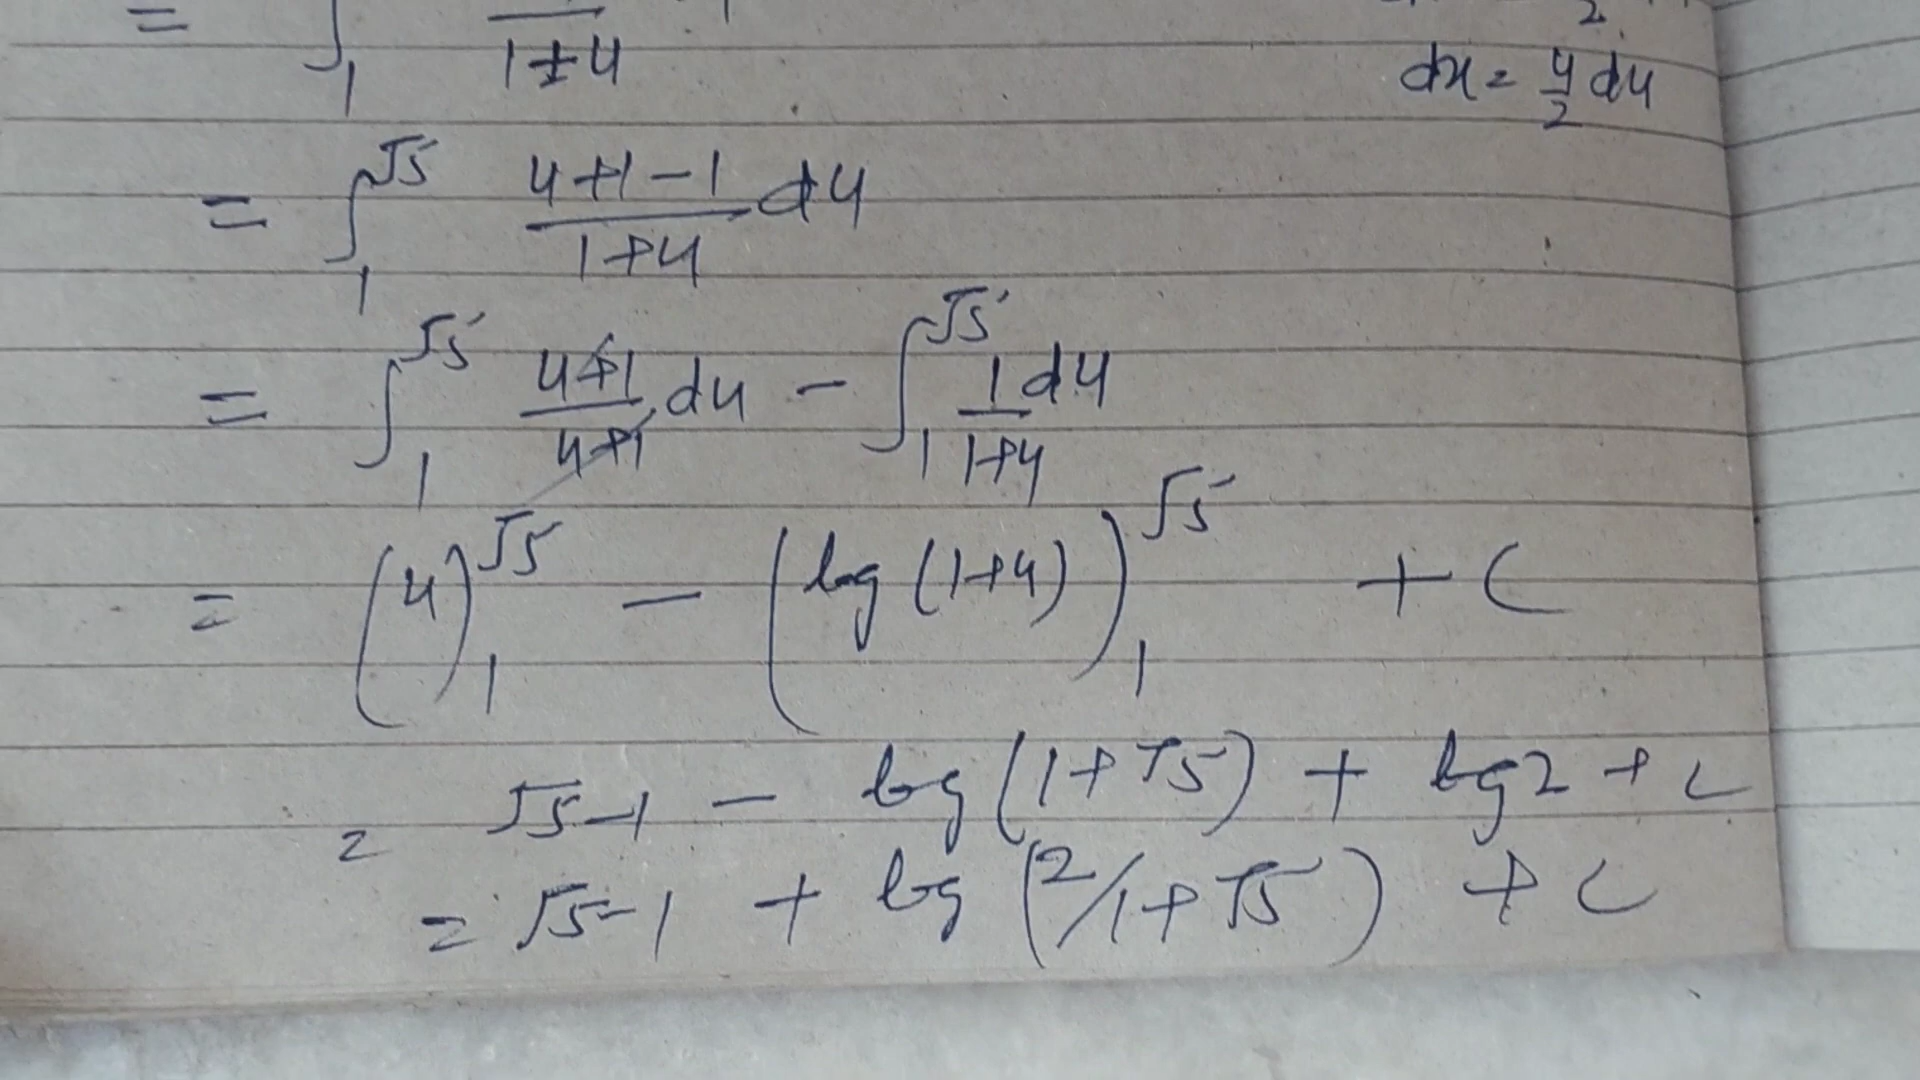 = ∫₁ 1+u
dx = u/2 du
= ∫₁^√5 (u+1-1)/(1+u) du
= ∫₁^√5 (u+1)/(u+1) du - ∫₁^√5 1/(1+u) du
= (u)₁^√5 - (log(1+u))₁^√5 + C
= √5-1 - log(1+√5) + log2 + C
= √5-1 + log(2/1+√5) + C